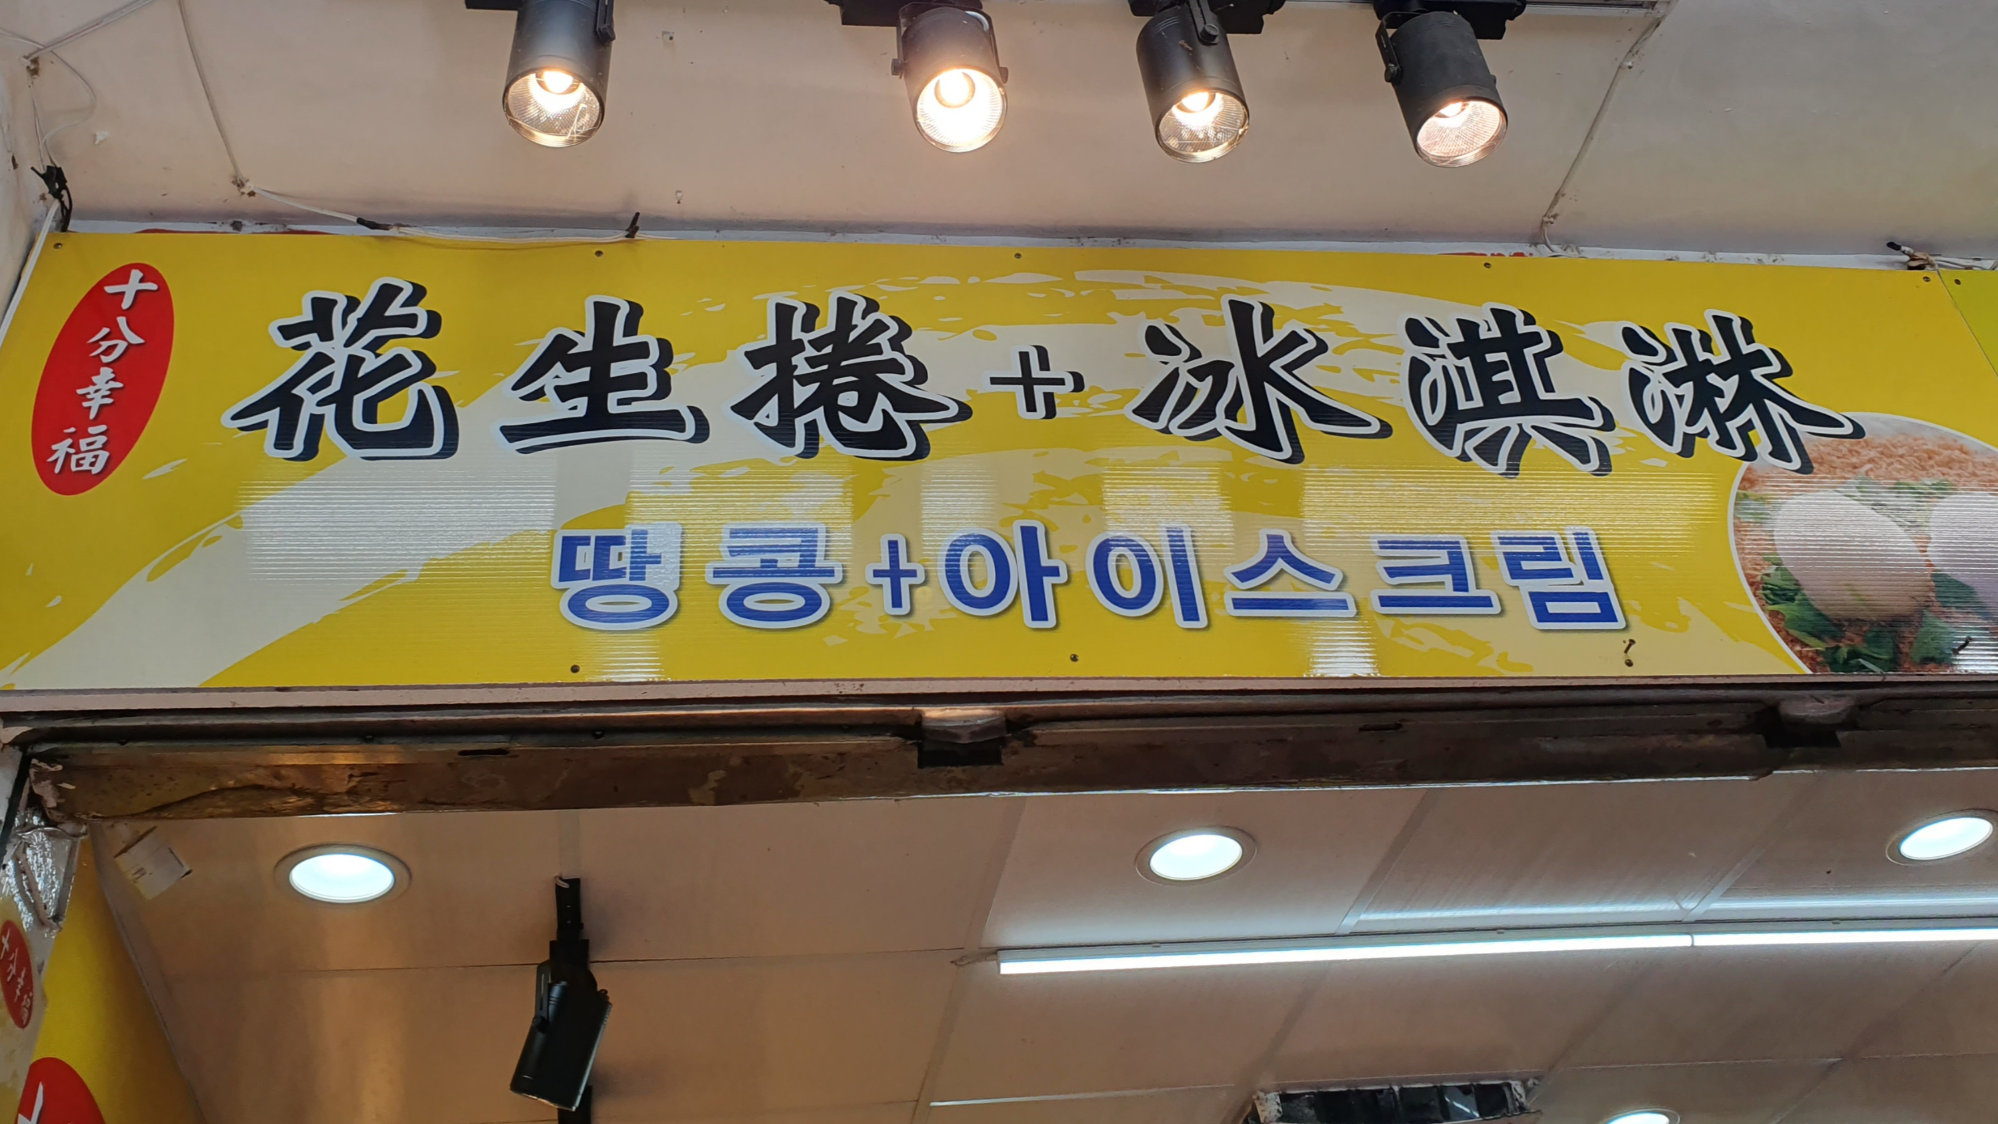 十分幸福
花生捲+冰淇淋
땅콩+아이스크림